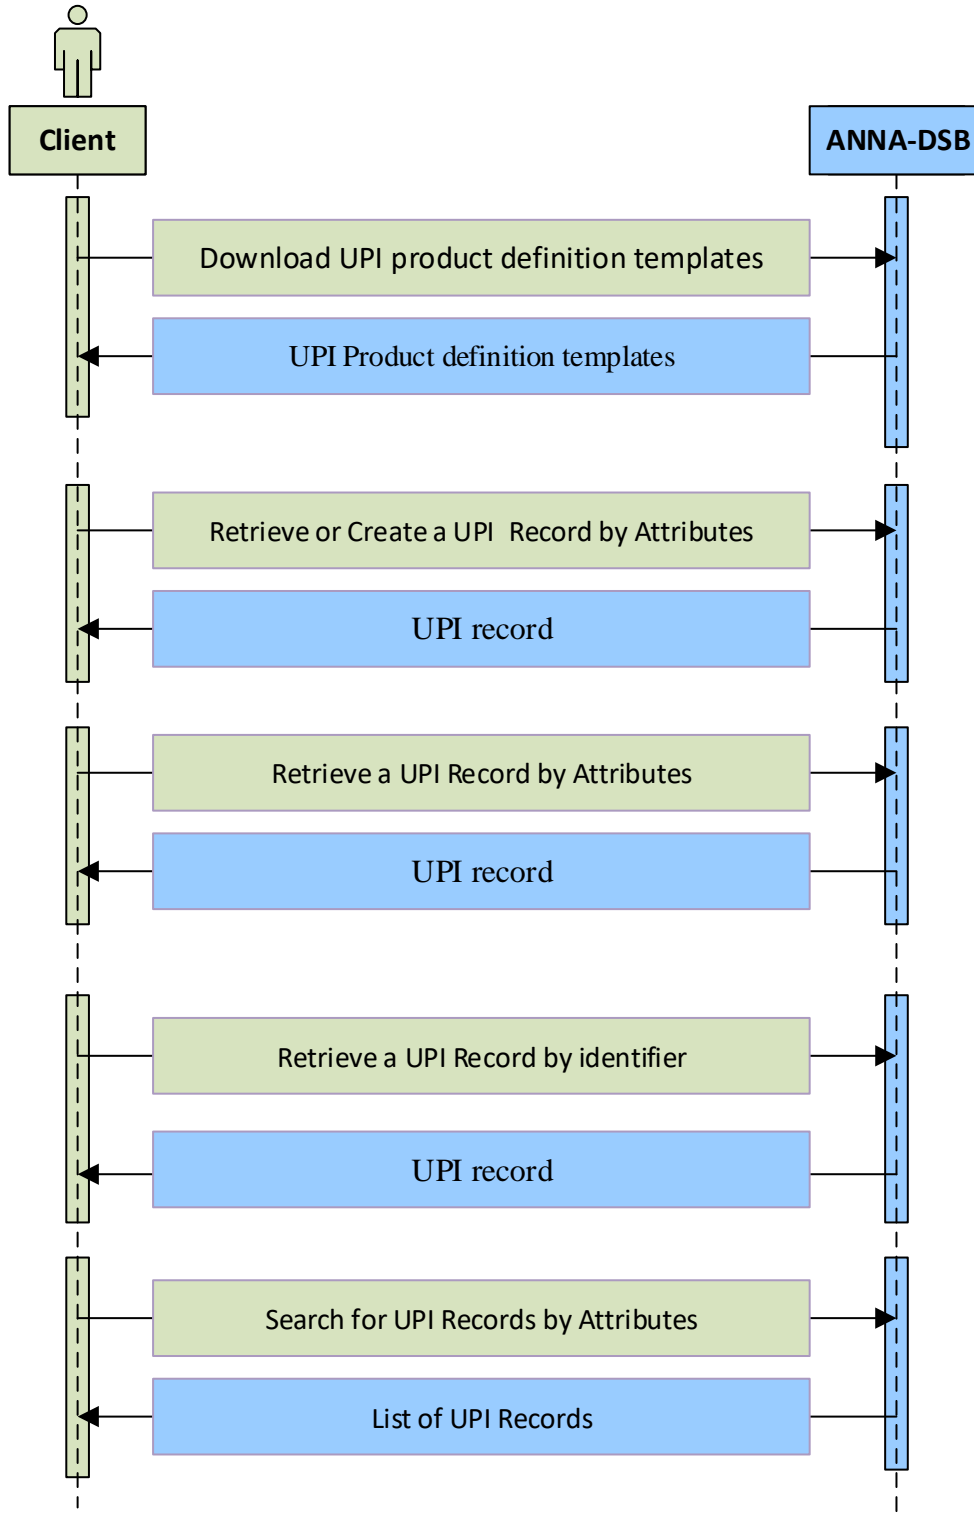 Client
ANNA-DSB
Download UPI product definition templates
UPI Product definition templates
Retrieve or Create a UPI Record by Attributes
UPI record
Retrieve a UPI Record by Attributes
UPI record
Retrieve a UPI Record by identifier
UPI record
Search for UPI Records by Attributes
List of UPI Records